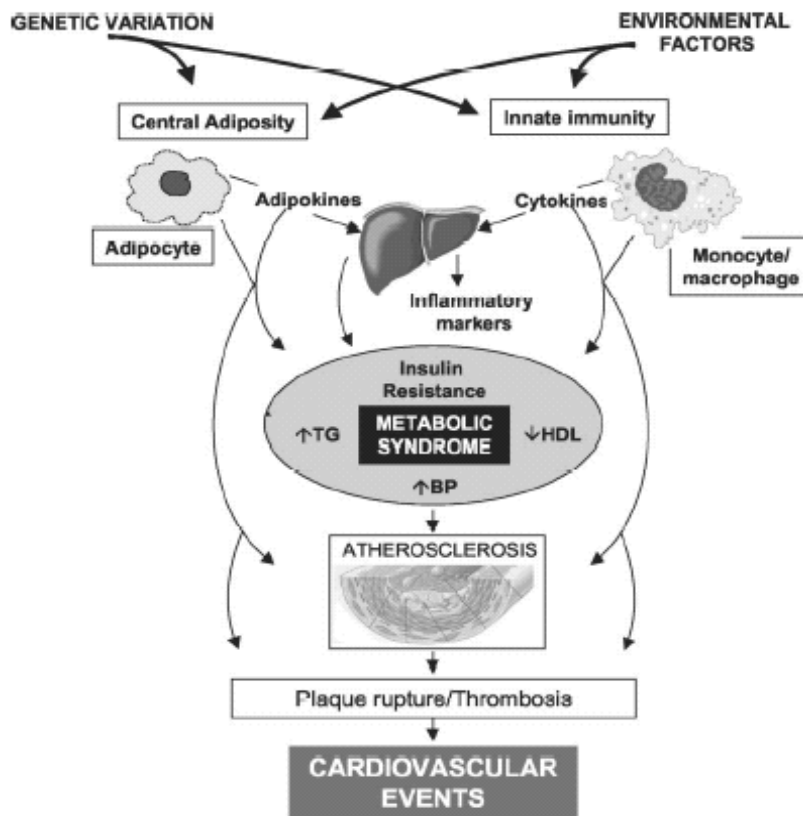 GENETIC VARIATION
ENVIRONMENTAL
FACTORS
Central Adiposity
Innate immunity
Adipokines
Cytokines
Adipocyte
Monocyte/
macrophage
Inflammatory
markers
Insulin
Resistance
↑TG
METABOLIC
SYNDROME
↓HDL
↑BP
ATHEROSCLEROSIS
Plaque rupture/Thrombosis
CARDIOVASCULAR
EVENTS